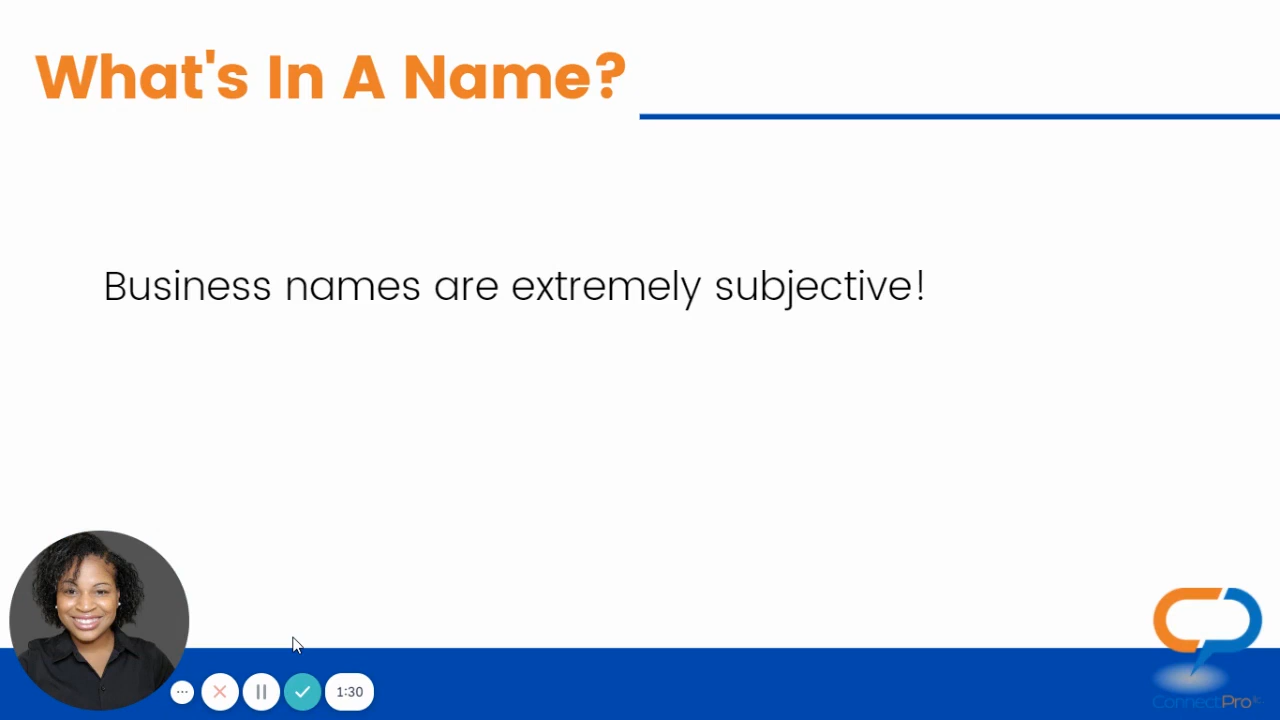 What's In A Name?
Business names are extremely subjective!
1:30
ConnectPro